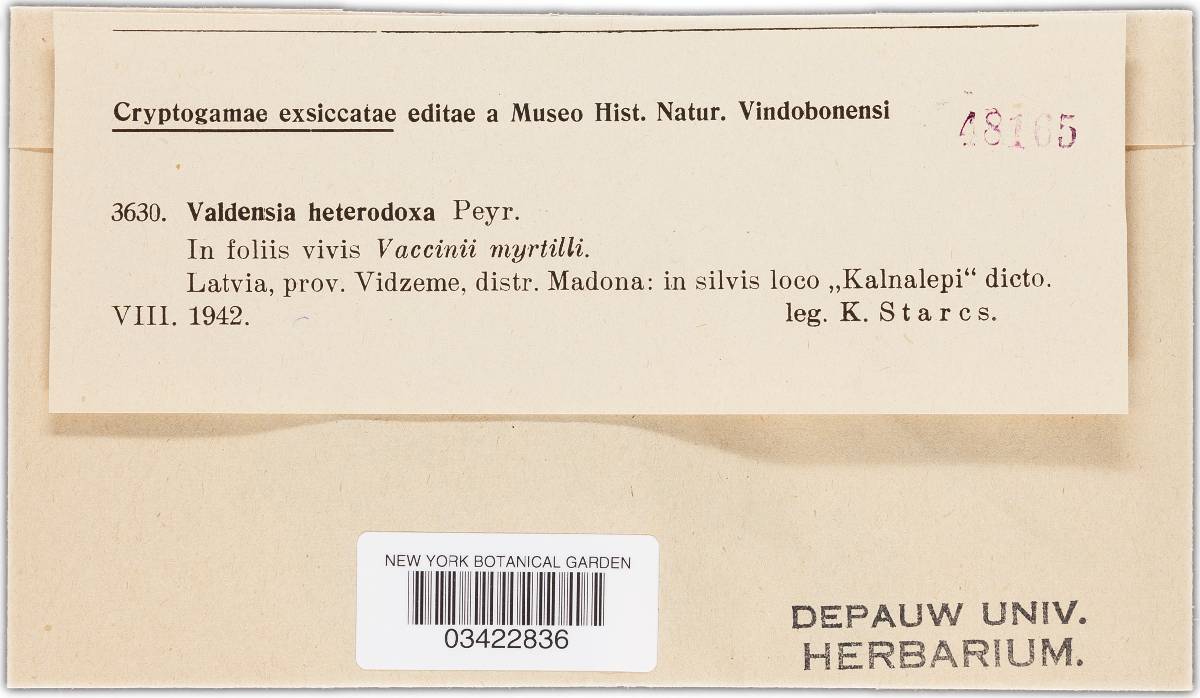 Cryptogamae exsiccatae editae a Museo Hist. Natur. Vindobonensi
48165
3630. Valdensia heterodoxa Peyr.
In foliis vivis Vaccinii myrtilli.
Latvia, prov. Vidzeme, distr. Madona: in silvis loco „Kalnalepi“ dicto.
VIII. 1942. leg. K. Starcs.
NEW YORK BOTANICAL GARDEN
03422836
DEPAUW UNIV.
HERBARIUM.